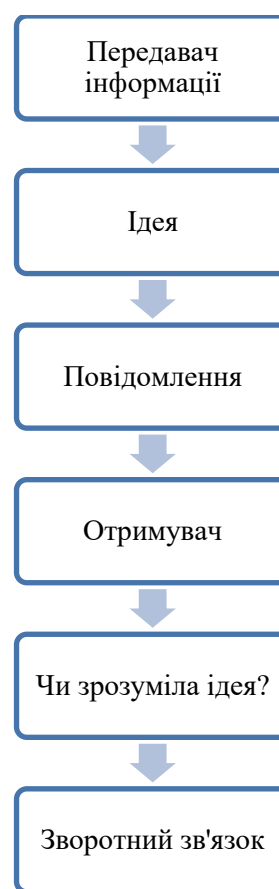 Передавач
інформації
Ідея
Повідомлення
Отримувач
Чи зрозуміла ідея?
Зворотний зв'язок